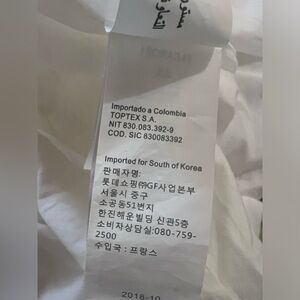 Importado a Colombia
TOPTEX S.A.
NIT 830.083.392-9
COD. SIC 830083392
Imported for South of Korea
판매자명:
롯데쇼핑㈜GF사업본부
서울시 중구
소공동51번지
한진해운빌딩 신관5층
소비자상담실:080-759-
2500
수입국: 프랑스
2018-10